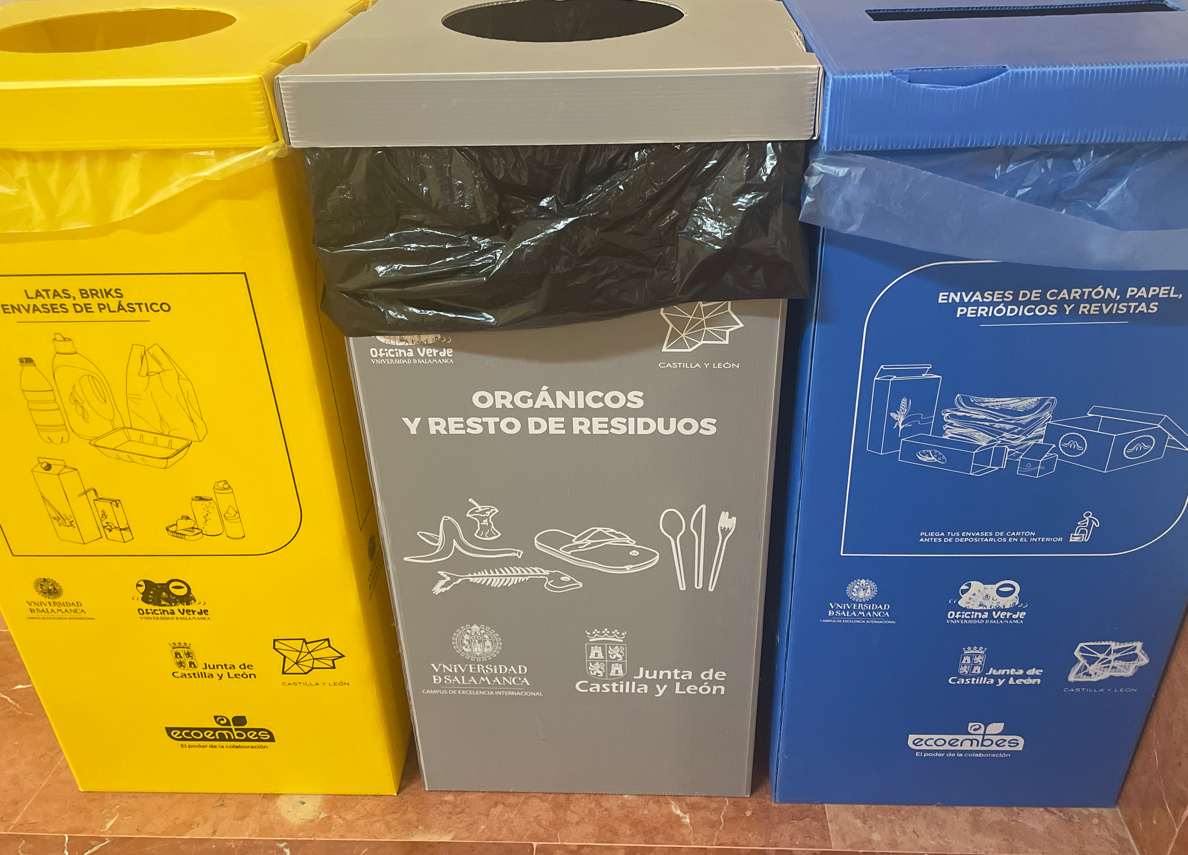 LATAS, BRIKS
ENVASES DE PLÁSTICO
VNIVERSIDAD
D SALAMANCA
CAMPUS DE EXCELENCIA INTERNACIONAL
Oficina Verde
VNIVERSIDAD D SALAMANCA
Junta de
Castilla y León
CASTILLA Y LEÓN
ecoembes
El poder de la colaboración
Oficina Verde
VNIVERSIDAD D SALAMANCA
CASTILLA Y LEÓN
ORGÁNICOS
Y RESTO DE RESIDUOS
VNIVERSIDAD
D SALAMANCA
CAMPUS DE EXCELENCIA INTERNACIONAL
Junta de
Castilla y León
ENVASES DE CARTÓN, PAPEL,
PERIÓDICOS Y REVISTAS
PLIEGA TUS ENVASES DE CARTÓN
ANTES DE DEPOSITARLOS EN EL INTERIOR
VNIVERSIDAD
D SALAMANCA
CAMPUS DE EXCELENCIA INTERNACIONAL
Oficina Verde
VNIVERSIDAD D SALAMANCA
Junta de
Castilla y León
CASTILLA Y LEÓN
ecoembes
El poder de la colaboración